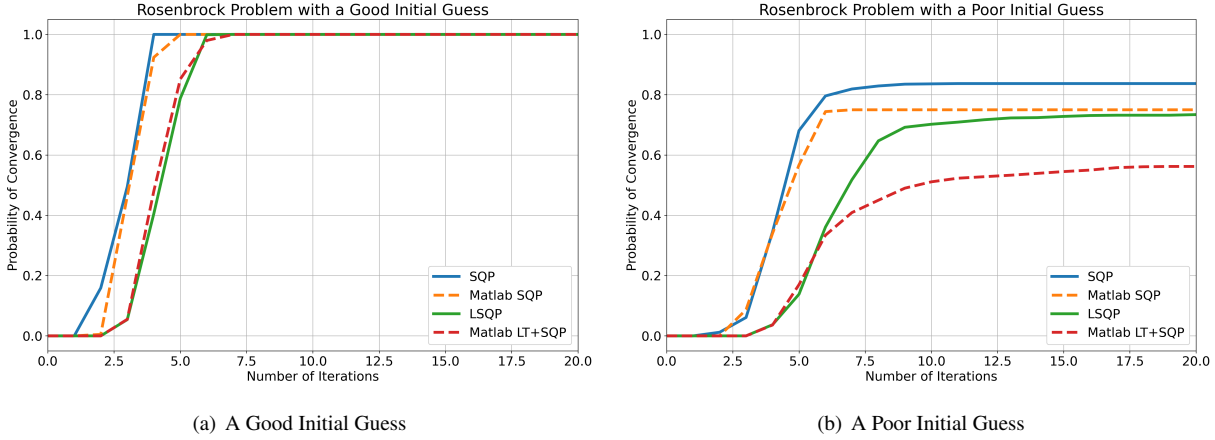 Rosenbrock Problem with a Good Initial Guess
1.0
0.8
0.6
0.4
0.2
0.0
Probability of Convergence
SQP
Matlab SQP
LSQP
Matlab LT+SQP
0.0 2.5 5.0 7.5 10.0 12.5 15.0 17.5 20.0
Number of Iterations
(a) A Good Initial Guess
Rosenbrock Problem with a Poor Initial Guess
1.0
0.8
0.6
0.4
0.2
0.0
Probability of Convergence
SQP
Matlab SQP
LSQP
Matlab LT+SQP
0.0 2.5 5.0 7.5 10.0 12.5 15.0 17.5 20.0
Number of Iterations
(b) A Poor Initial Guess